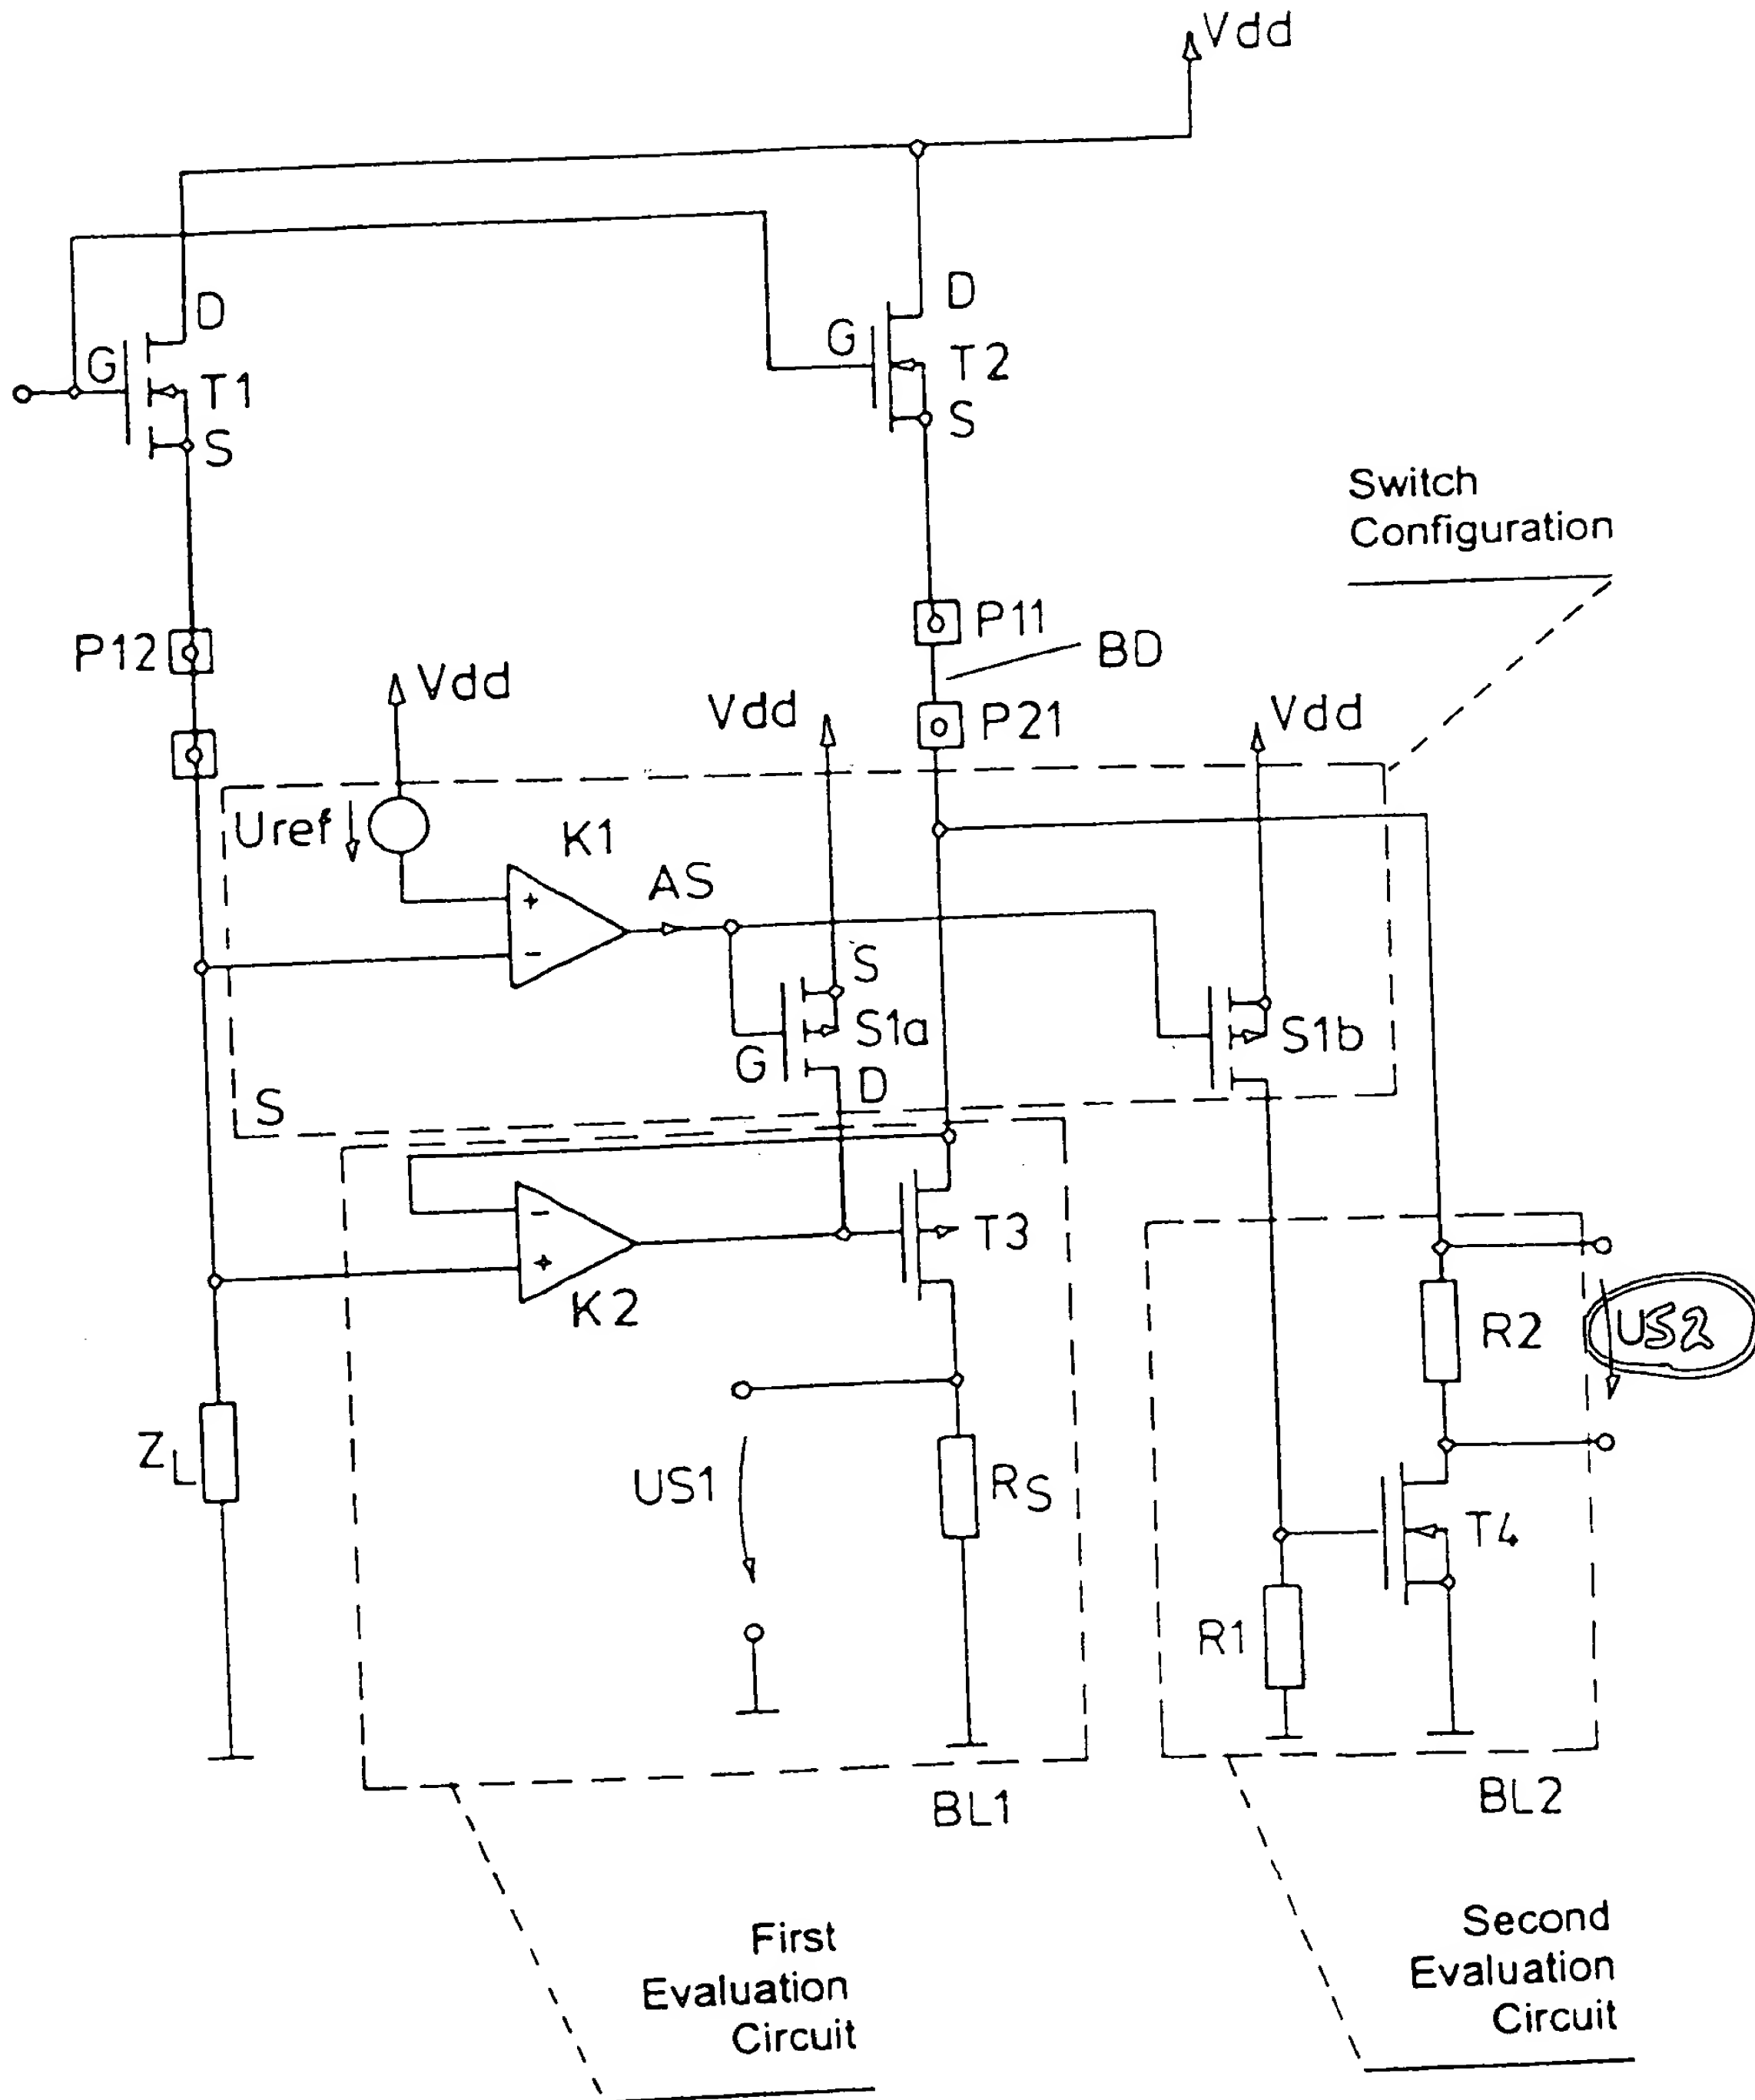 Vdd
D
G
T1
S
D
G
T2
S
Switch
Configuration
P12
P11
BD
Vdd
Vdd
P21
Vdd
Uref
K1
+
-
AS
S
S1a
G
D
S1b
S
-
+
K2
T3
R2
US2
ZL
US1
RS
T4
R1
BL1
BL2
First
Evaluation
Circuit
Second
Evaluation
Circuit